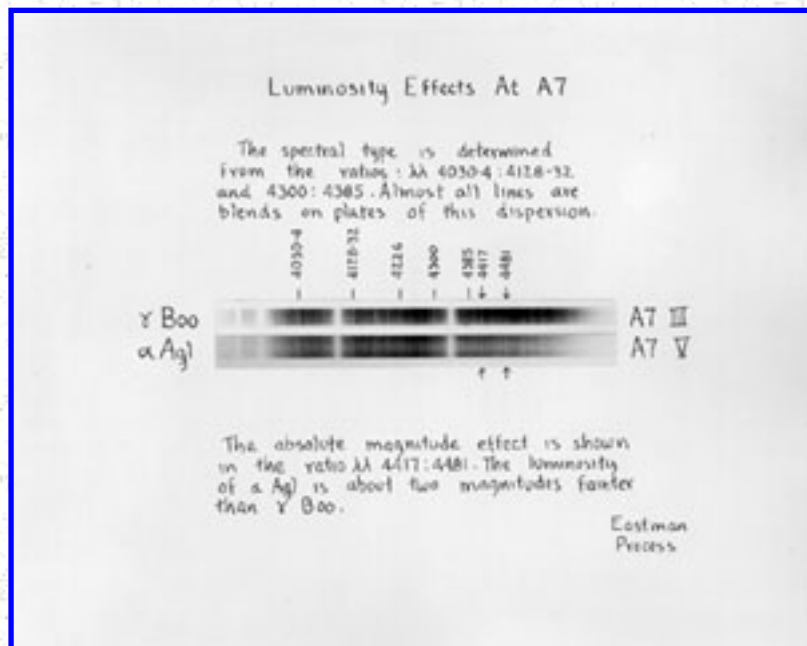 Luminosity Effects At A7
The spectral type is determined
from the ratios: λλ 4030-4:4128-32
and 4300:4385. Almost all lines are
blends on plates of this dispersion.
4030-4 4128-32 4226 4300 4385 4417 4481
γ Boo A7 III
α Aql A7 V
The absolute magnitude effect is shown
in the ratio λλ 4417:4481. The luminosity
of α Aql is about two magnitudes fainter
than γ Boo.
Eastman
Process